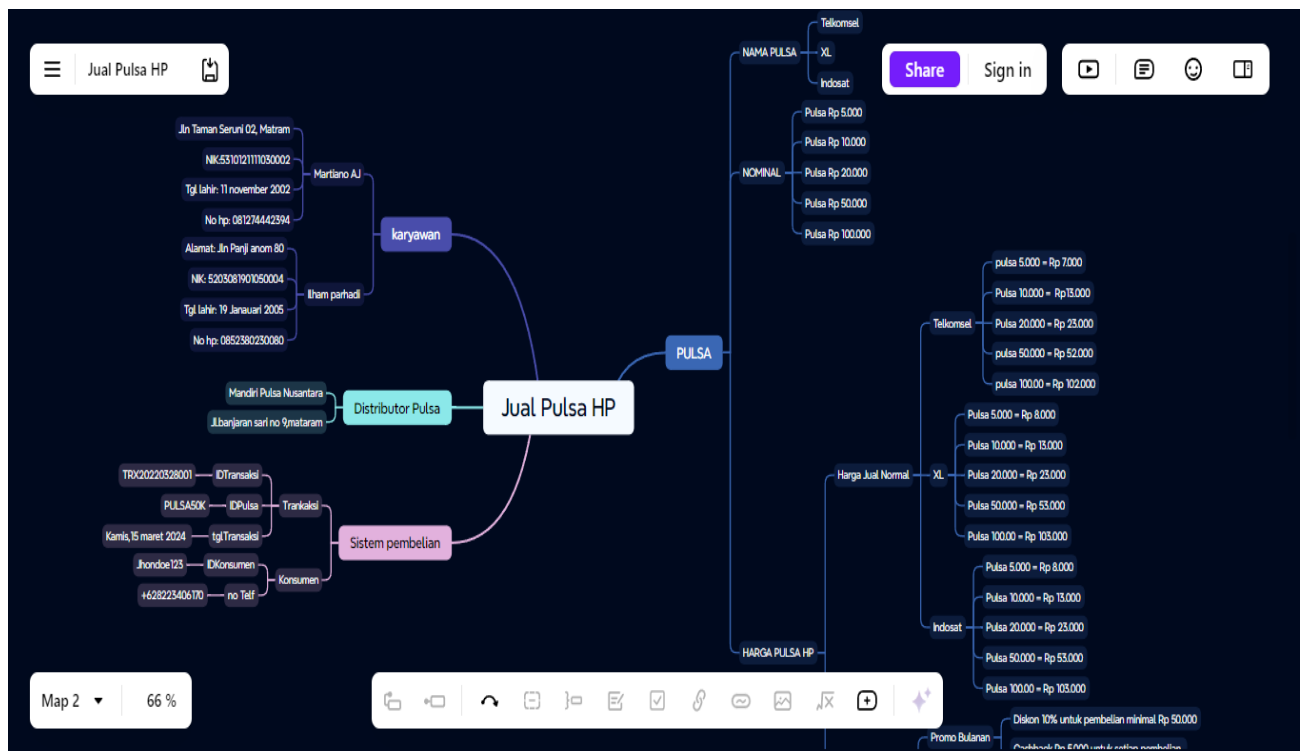 Jual Pulsa HP
Share
Sign in
Jln Taman Seruni 02, Matram
NIK:5310121111030002
Tgl lahir: 11 november 2002
No hp: 081274442394
Martiano AJ
Alamat: Jln Panji anom 80
NIK: 5203081901050004
Tgl lahir: 19 Janauari 2005
No hp: 0852380230080
Ilham parhadi
karyawan
Mandiri Pulsa Nusantara
Jl.banjaran sari no 9,mataram
Distributor Pulsa
TRX20220328001
IDTransaksi
PULSA50K
IDPulsa
Trankaksi
Kamis,15 maret 2024
tglTransaksi
Jhondoe123
IDKonsumen
Konsumen
+628223406170
no Telf
Sistem pembelian
Jual Pulsa HP
PULSA
NAMA PULSA
Telkomsel
XL
Indosat
NOMINAL
Pulsa Rp 5.000
Pulsa Rp 10.000
Pulsa Rp 20.000
Pulsa Rp 50.000
Pulsa Rp 100.000
HARGA PULSA HP
Harga Jual Normal
Telkomsel
pulsa 5.000 = Rp 7.000
Pulsa 10.000 = Rp13.000
Pulsa 20.000 = Rp 23.000
pulsa 50.000 = Rp 52.000
pulsa 100.00 = Rp 102.000
XL
Pulsa 5.000 = Rp 8.000
Pulsa 10.000 = Rp 13.000
Pulsa 20.000 = Rp 23.000
Pulsa 50.000 = Rp 53.000
Pulsa 100.00 = Rp 103.000
Indosat
Pulsa 5.000 = Rp 8.000
Pulsa 10.000 = Rp 13.000
Pulsa 20.000 = Rp 23.000
Pulsa 50.000 = Rp 53.000
Pulsa 100.00 = Rp 103.000
Promo Bulanan
Diskon 10% untuk pembelian minimal Rp 50.000
Cashback Rp 5.000 untuk setiap pembelian
Map 2
66 %